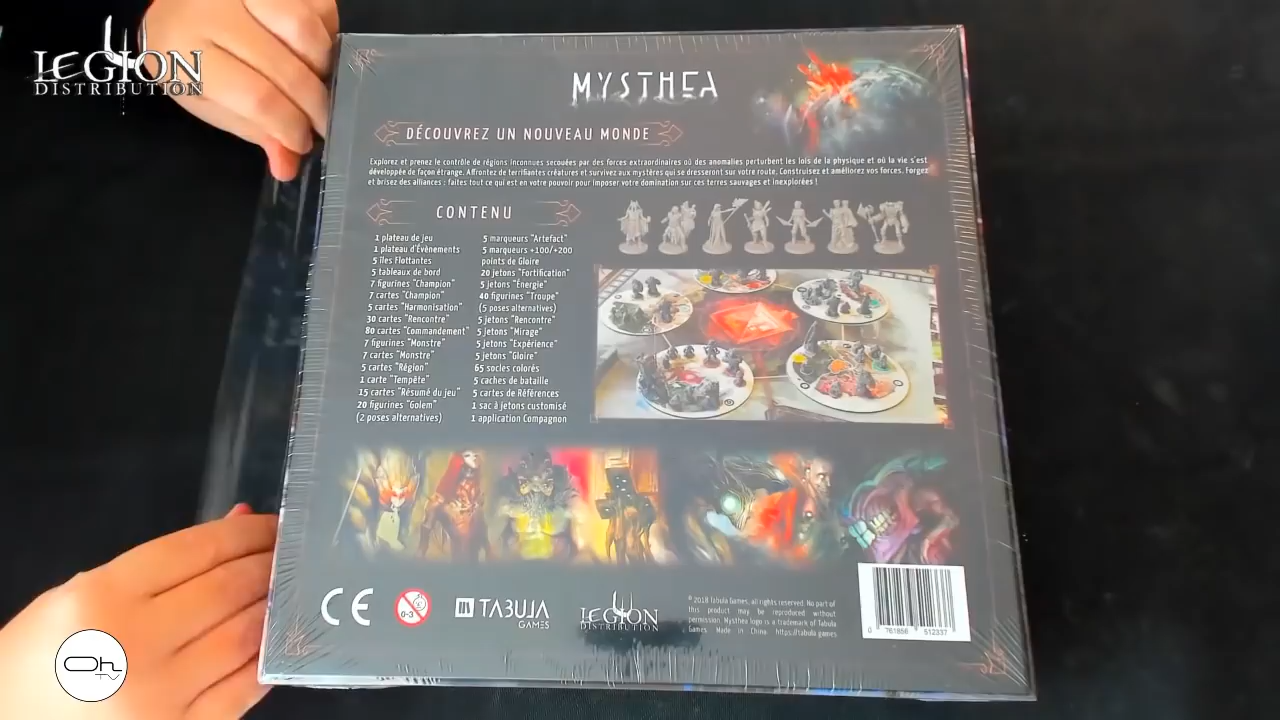 LEGION
DISTRIBUTION
MYSTHEA
DÉCOUVREZ UN NOUVEAU MONDE
Explorez et prenez le contrôle de régions inconnues secouées par des forces extraordinaires où des anomalies perturbent les lois de la physique et où la vie s'est
développée de façon étrange. Affrontez de terrifiantes créatures et survivez aux mystères qui se dresseront sur votre route. Construisez et améliorez vos forces. Forgez
et brisez des alliances : faites tout ce qui est en votre pouvoir pour imposer votre domination sur ces terres sauvages et inexplorées !
CONTENU
1 plateau de jeu
1 plateau d'Évènements
5 Îles Flottantes
5 tableaux de bord
7 figurines "Champion"
7 cartes "Champion"
5 cartes "Harmonisation"
30 cartes "Rencontre"
80 cartes "Commandement"
7 figurines "Monstre"
7 cartes "Monstre"
5 cartes "Région"
1 carte "Tempête"
15 cartes "Résumé du jeu"
20 figurines "Golem"
(2 poses alternatives)
5 marqueurs "Artefact"
5 marqueurs +100/+200
points de Gloire
20 jetons "Fortification"
5 jetons "Énergie"
40 figurines "Troupe"
(5 poses alternatives)
5 jetons "Rencontre"
5 jetons "Mirage"
5 jetons "Expérience"
5 jetons "Gloire"
65 socles colorés
5 caches de bataille
5 cartes de Références
1 sac à jetons customisé
1 application Compagnon
CE
0-3
TABULA
GAMES
LEGION
DISTRIBUTION
© 2018 Tabula Games, all rights reserved. No part of
this product may be reproduced without
permission. Mysthea logo is a trademark of Tabula
Games Made in China https://tabula.games
0 761856 512337
Oh
TV